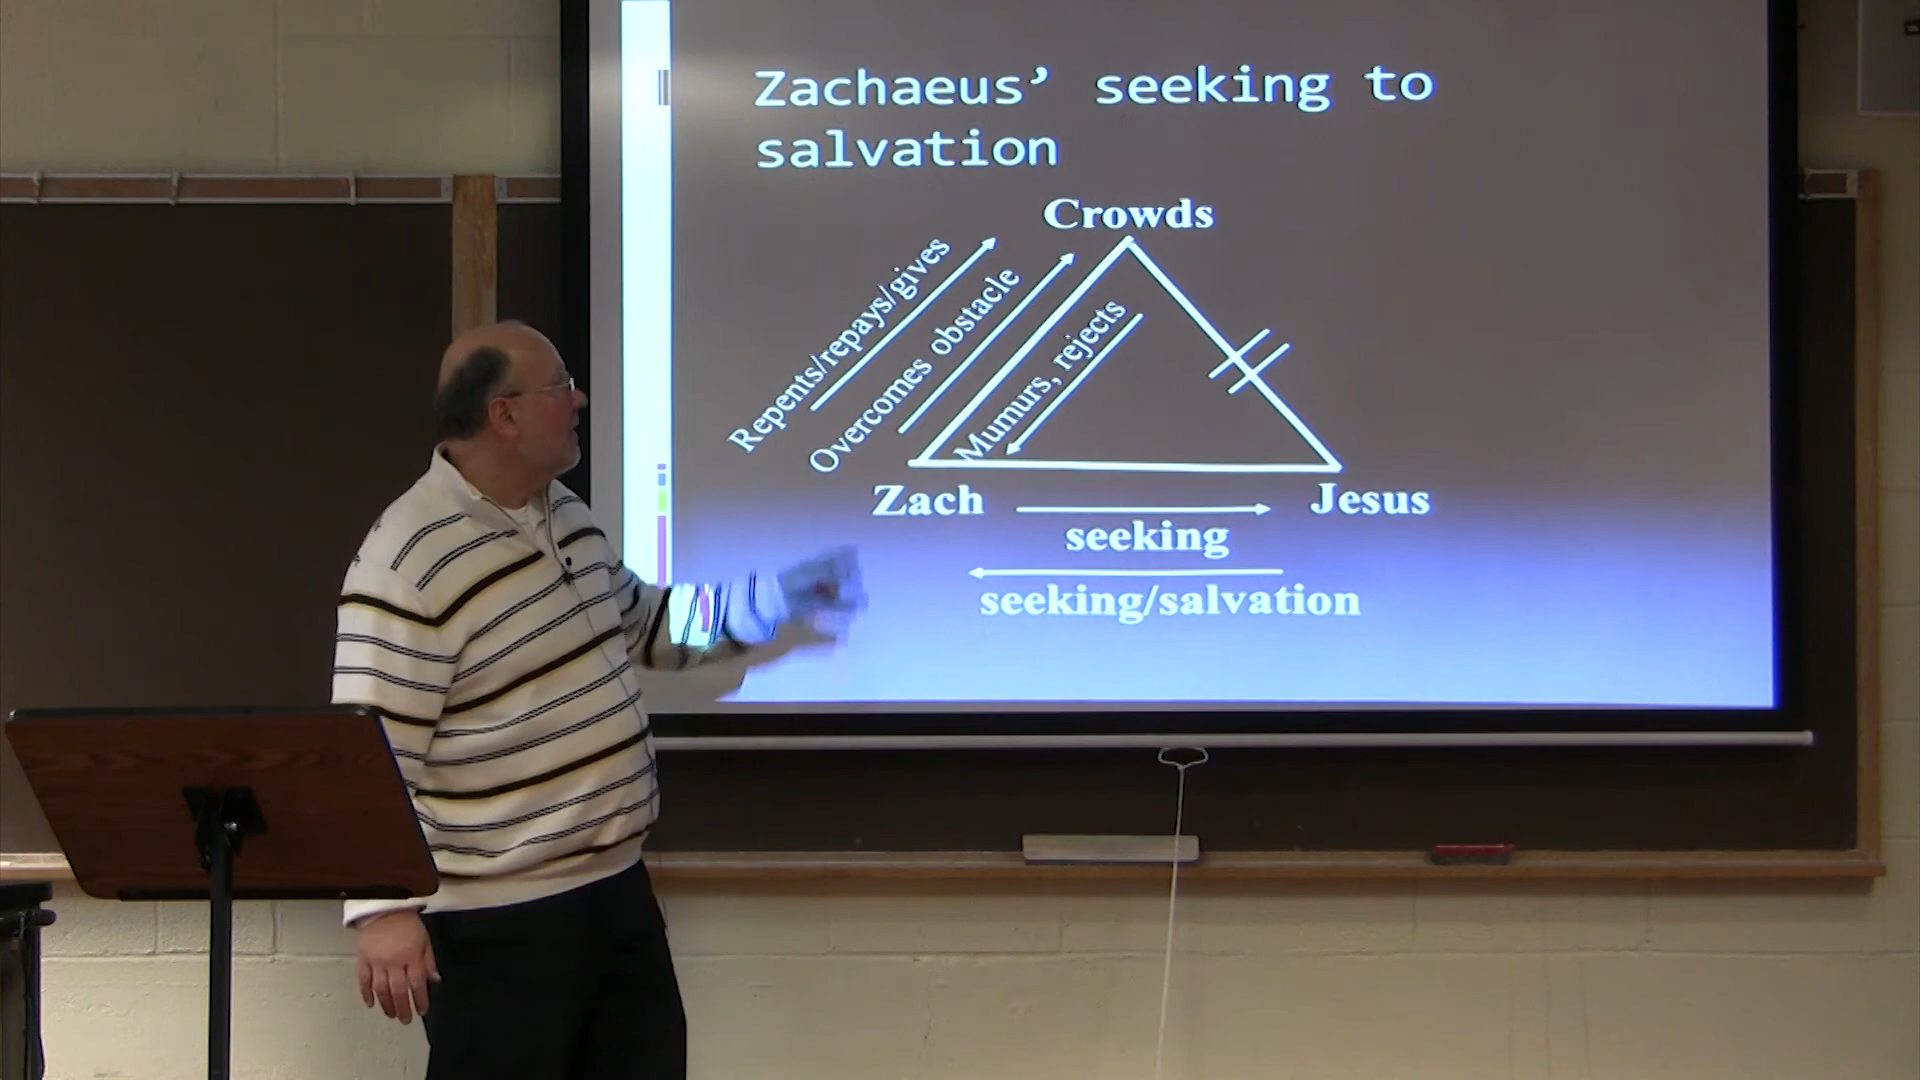 Zachaeus’ seeking to
salvation
Crowds
Repents/repays/gives
Overcomes obstacle
Mumurs, rejects
Zach
Jesus
seeking
seeking/salvation